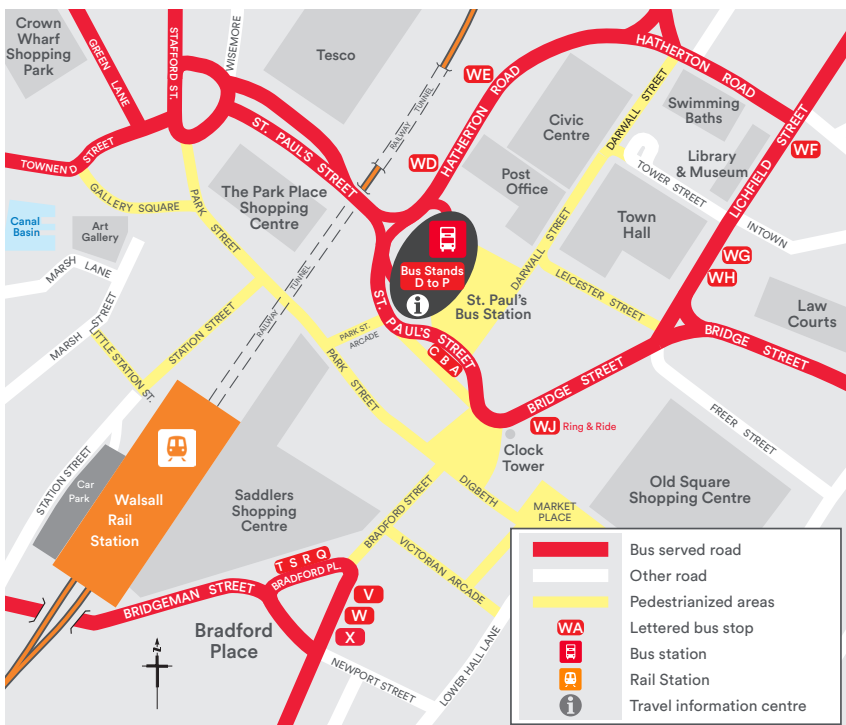 Crown
Wharf
Shopping
Park
GREEN LANE
STAFFORD ST.
WISEMORE
Tesco
RAILWAY TUNNEL
HATHERTON ROAD
WE
HATHERTON ROAD
DARWALL STREET
Swimming
Baths
Civic
Centre
WF
LICHFIELD STREET
Library
& Museum
TOWNEND STREET
ST. PAUL'S STREET
WD
Post
Office
TOWER STREET
INTOWN
GALLERY SQUARE
PARK STREET
The Park Place
Shopping
Centre
Canal
Basin
Art
Gallery
Town
Hall
WG
WH
MARSH LANE
Bus Stands
D to P
i
St. Paul's
Bus Station
DARWALL STREET
LEICESTER STREET
Law
Courts
MARSH STREET
LITTLE STATION ST.
STATION STREET
RAILWAY TUNNEL
PARK ST.
ARCADE
ST. PAUL'S STREET
C B A
BRIDGE STREET
PARK STREET
BRIDGE STREET
WJ
Ring & Ride
FREER STREET
Clock
Tower
STATION STREET
Car
Park
Walsall
Rail
Station
Saddlers
Shopping
Centre
BRADFORD STREET
DIGBETH
MARKET
PLACE
Old Square
Shopping Centre
VICTORIAN ARCADE
T S R Q
BRADFORD PL.
BRIDGEMAN STREET
V
W
X
Bradford
Place
NEWPORT STREET
LOWER HALL LANE
N
Bus served road
Other road
Pedestrianized areas
WA
Lettered bus stop
Bus station
Rail Station
i
Travel information centre